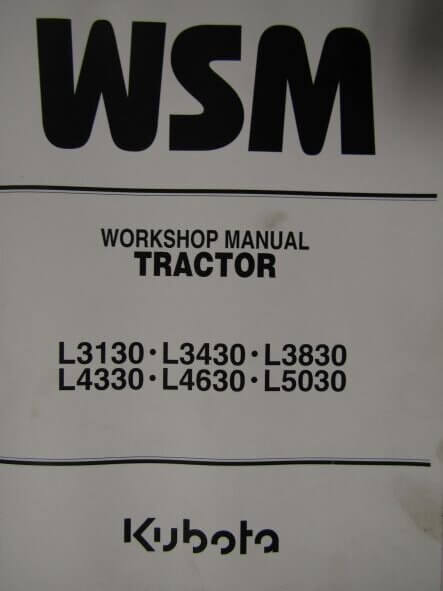 WSM
WORKSHOP MANUAL
TRACTOR
L3130・L3430・L3830
L4330・L4630・L5030
Kubota